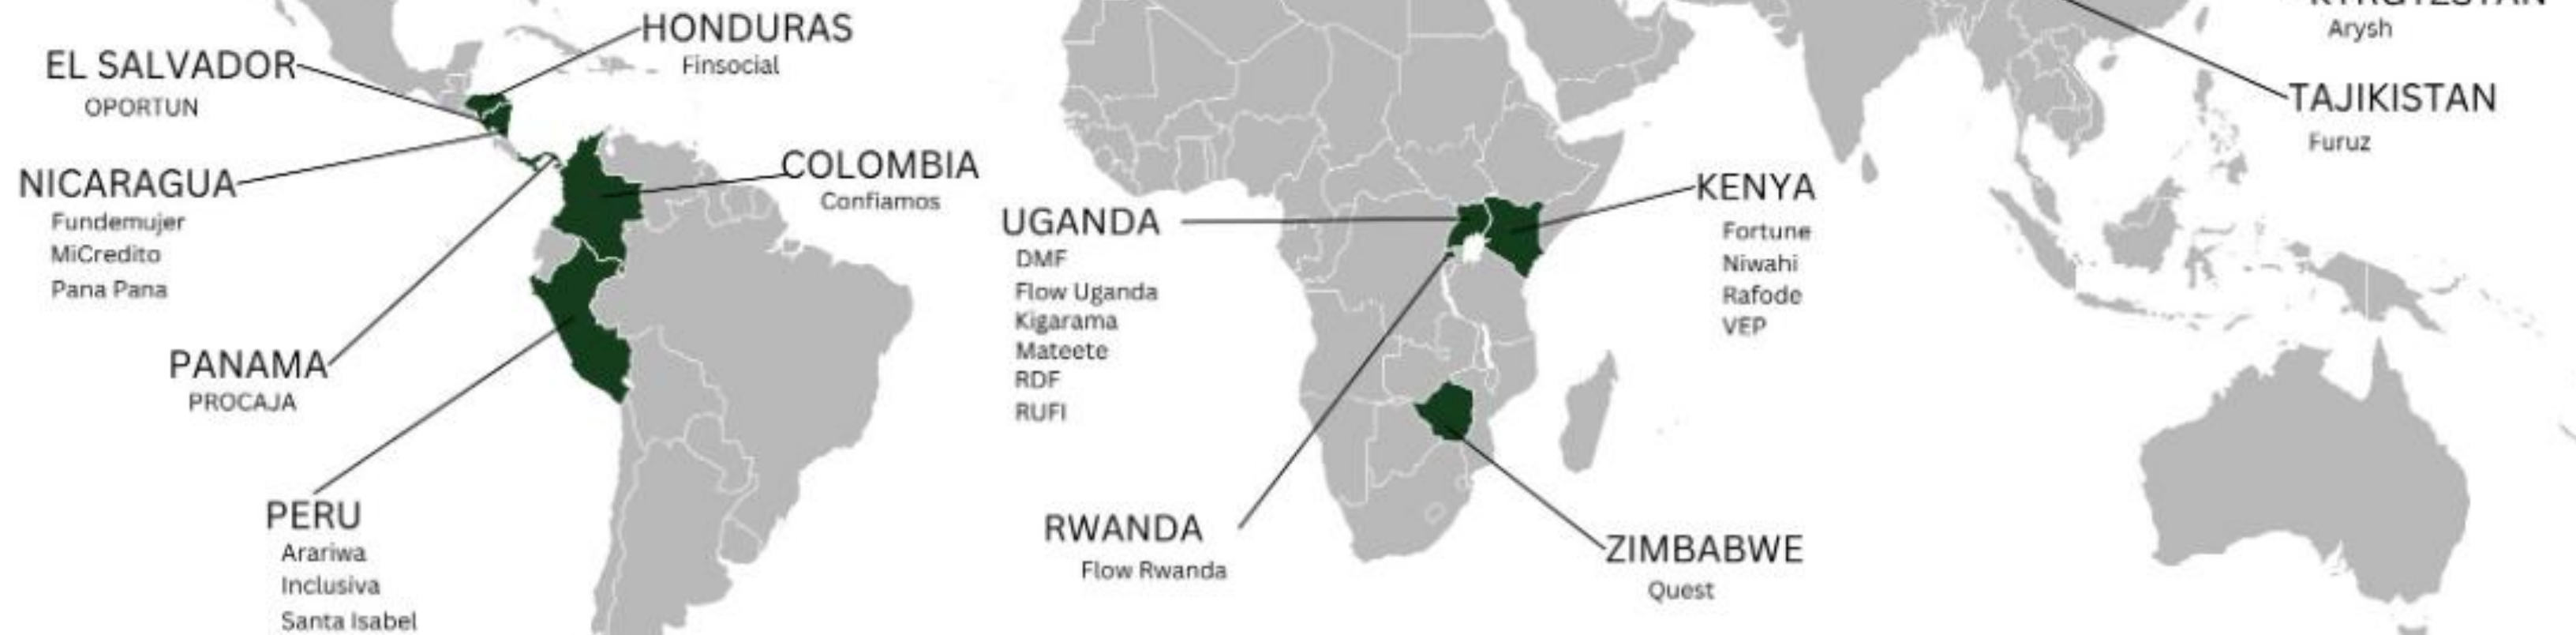 HONDURAS
Finsocial
EL SALVADOR
OPORTUN
NICARAGUA
Fundemujer
MiCredito
Pana Pana
COLOMBIA
Confiamos
PANAMA
PROCAJA
PERU
Arariwa
Inclusiva
Santa Isabel
UGANDA
DMF
Flow Uganda
Kigarama
Mateete
RDF
RUFI
KENYA
Fortune
Niwahi
Rafode
VEP
RWANDA
Flow Rwanda
ZIMBABWE
Quest
KYRGYZSTAN
Arysh
TAJIKISTAN
Furuz